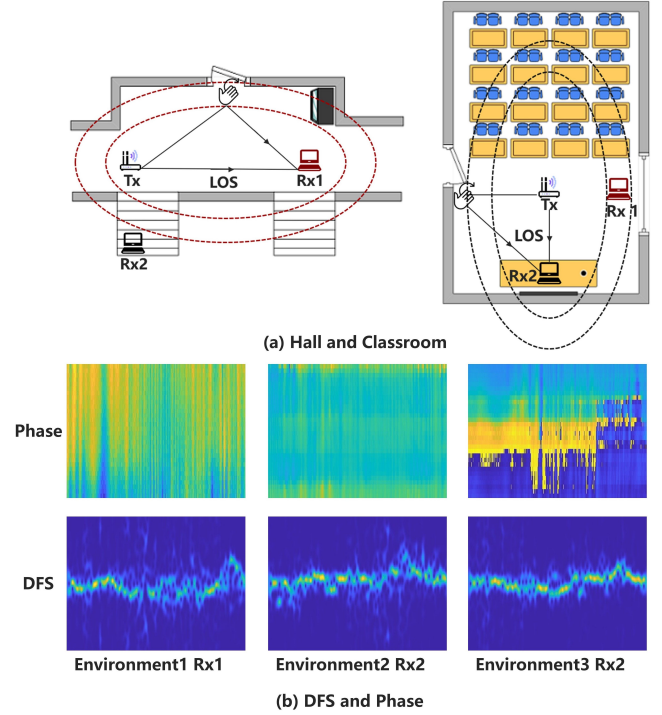 Tx
LOS
Rx1
Rx2
Tx
Rx 1
LOS
Rx2
(a) Hall and Classroom
Phase
DFS
Environment1 Rx1
Environment2 Rx2
Environment3 Rx2
(b) DFS and Phase